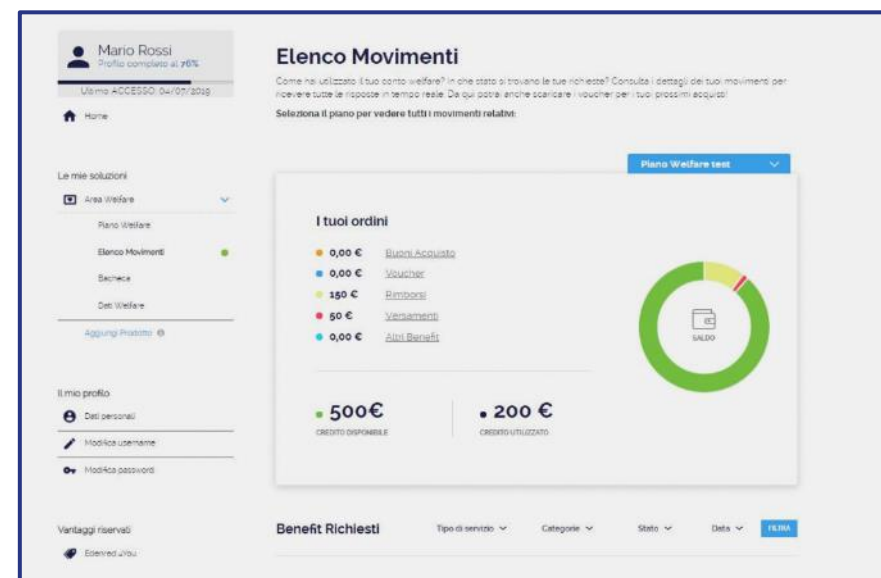 Mario Rossi
Profilo completo al 76%
Ultimo ACCESSO: 04/07/2019
Home
Le mie soluzioni
Area Welfare
Piano Welfare
Elenco Movimenti
Bacheca
Dati Welfare
Aggiungi Prodotto
Il mio profilo
Dati personali
Modifica username
Modifica password
Vantaggi riservati
Edenred 4You
Elenco Movimenti
Come hai utilizzato il tuo conto welfare? In che stato si trovano le tue richieste? Consulta i dettagli dei tuoi movimenti per
ricevere tutte le risposte in tempo reale. Da qui potrai anche scaricare i voucher per i tuoi prossimi acquisti!
Seleziona il piano per vedere tutti i movimenti relativi:
Piano Welfare test
I tuoi ordini
0,00 € Buoni Acquisto
0,00 € Voucher
150 € Rimborsi
50 € Versamenti
0,00 € Altri Benefit
SALDO
500€
CREDITO DISPONIBILE
200 €
CREDITO UTILIZZATO
Benefit Richiesti
Tipo di servizio
Categorie
Stato
Data
FILTRA